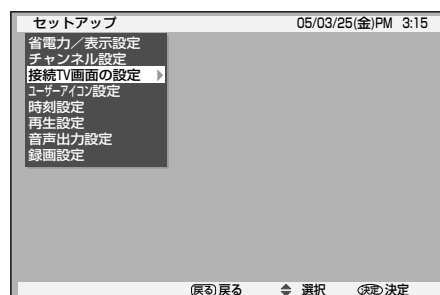 セットアップ 05/03/25(金)PM 3:15
省電力／表示設定
チャンネル設定
接続TV画面の設定
ユーザーアイコン設定
時刻設定
再生設定
音声出力設定
録画設定
戻る 戻る 選択 決定 決定